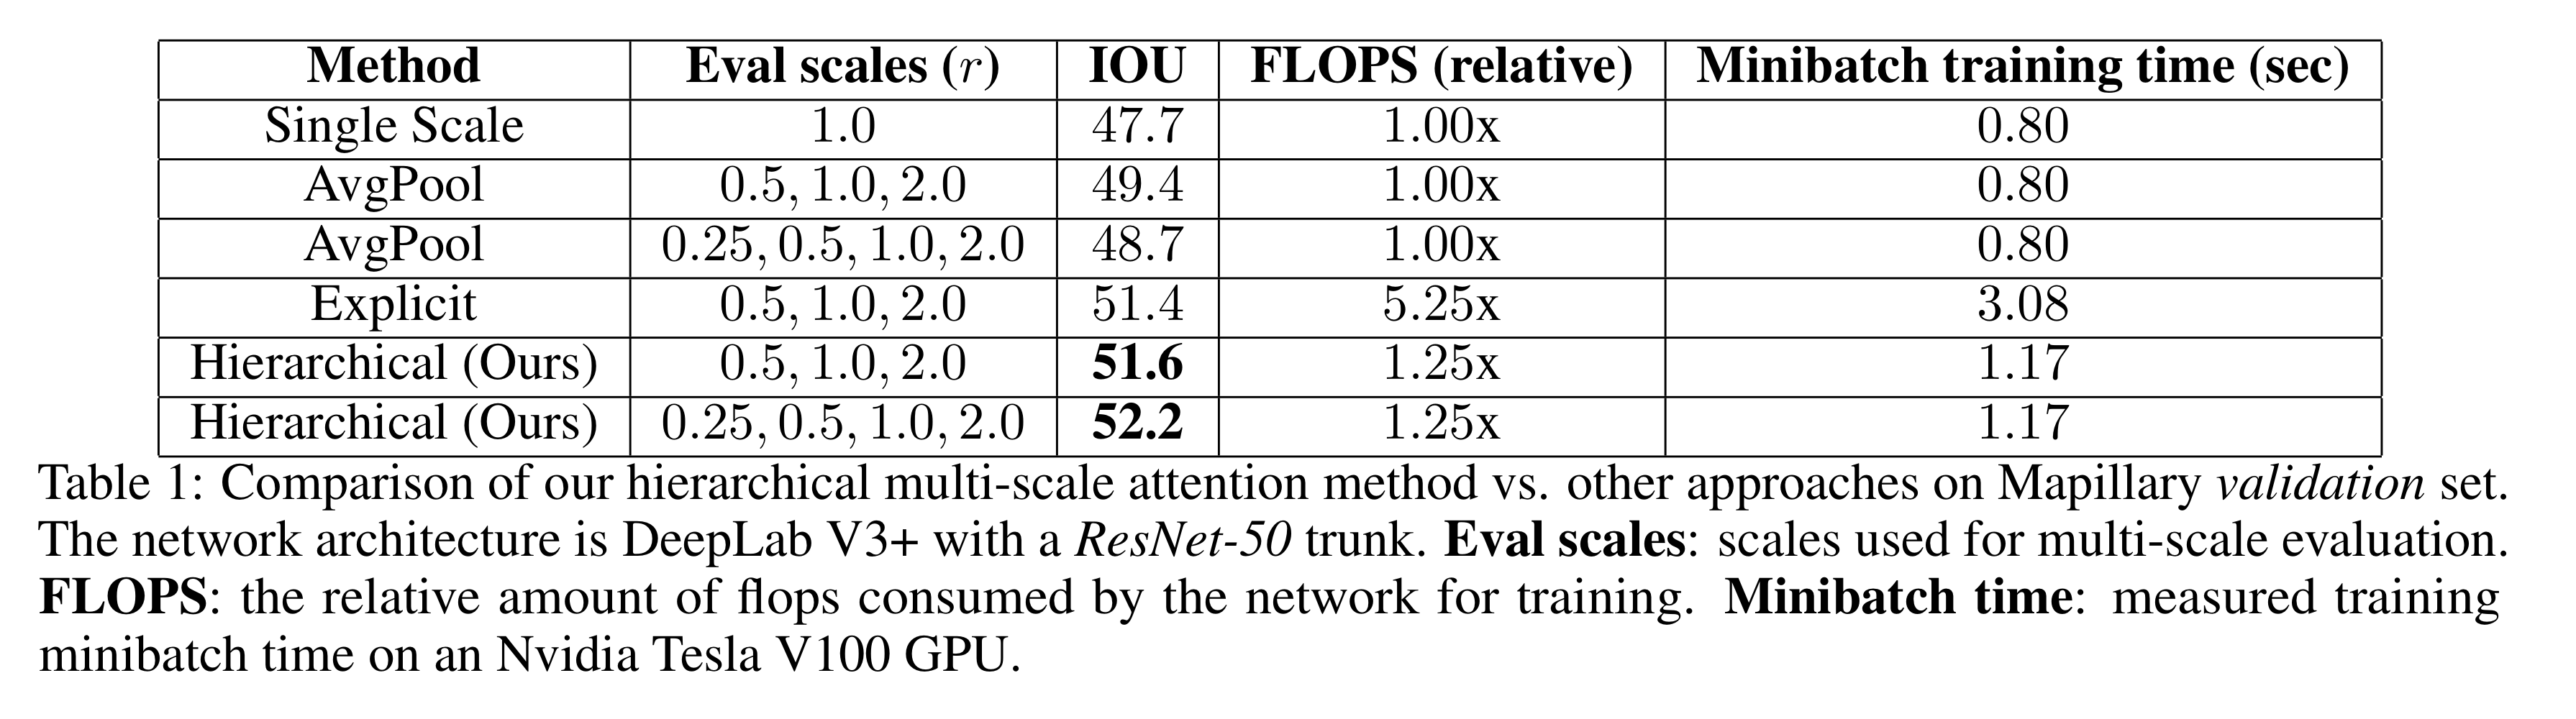 Method Eval scales (r) IOU FLOPS (relative) Minibatch training time (sec)
Single Scale 1.0 47.7 1.00x 0.80
AvgPool 0.5, 1.0, 2.0 49.4 1.00x 0.80
AvgPool 0.25, 0.5, 1.0, 2.0 48.7 1.00x 0.80
Explicit 0.5, 1.0, 2.0 51.4 5.25x 3.08
Hierarchical (Ours) 0.5, 1.0, 2.0 51.6 1.25x 1.17
Hierarchical (Ours) 0.25, 0.5, 1.0, 2.0 52.2 1.25x 1.17
Table 1: Comparison of our hierarchical multi-scale attention method vs. other approaches on Mapillary validation set.
The network architecture is DeepLab V3+ with a ResNet-50 trunk. Eval scales: scales used for multi-scale evaluation.
FLOPS: the relative amount of flops consumed by the network for training. Minibatch time: measured training
minibatch time on an Nvidia Tesla V100 GPU.